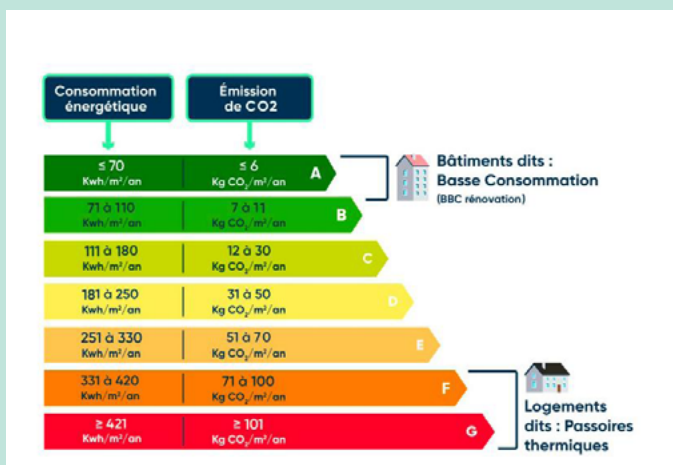 Consommation
énergétique
Émission
de CO2
≤ 70
Kwh/m²/an
≤ 6
Kg CO₂/m²/an
A
71 à 110
Kwh/m²/an
7 à 11
Kg CO₂/m²/an
B
111 à 180
Kwh/m²/an
12 à 30
Kg CO₂/m²/an
C
181 à 250
Kwh/m²/an
31 à 50
Kg CO₂/m²/an
D
251 à 330
Kwh/m²/an
51 à 70
Kg CO₂/m²/an
E
331 à 420
Kwh/m²/an
71 à 100
Kg CO₂/m²/an
F
≥ 421
Kwh/m²/an
≥ 101
Kg CO₂/m²/an
G
Bâtiments dits :
Basse Consommation
(BBC rénovation)
Logements
dits : Passoires
thermiques